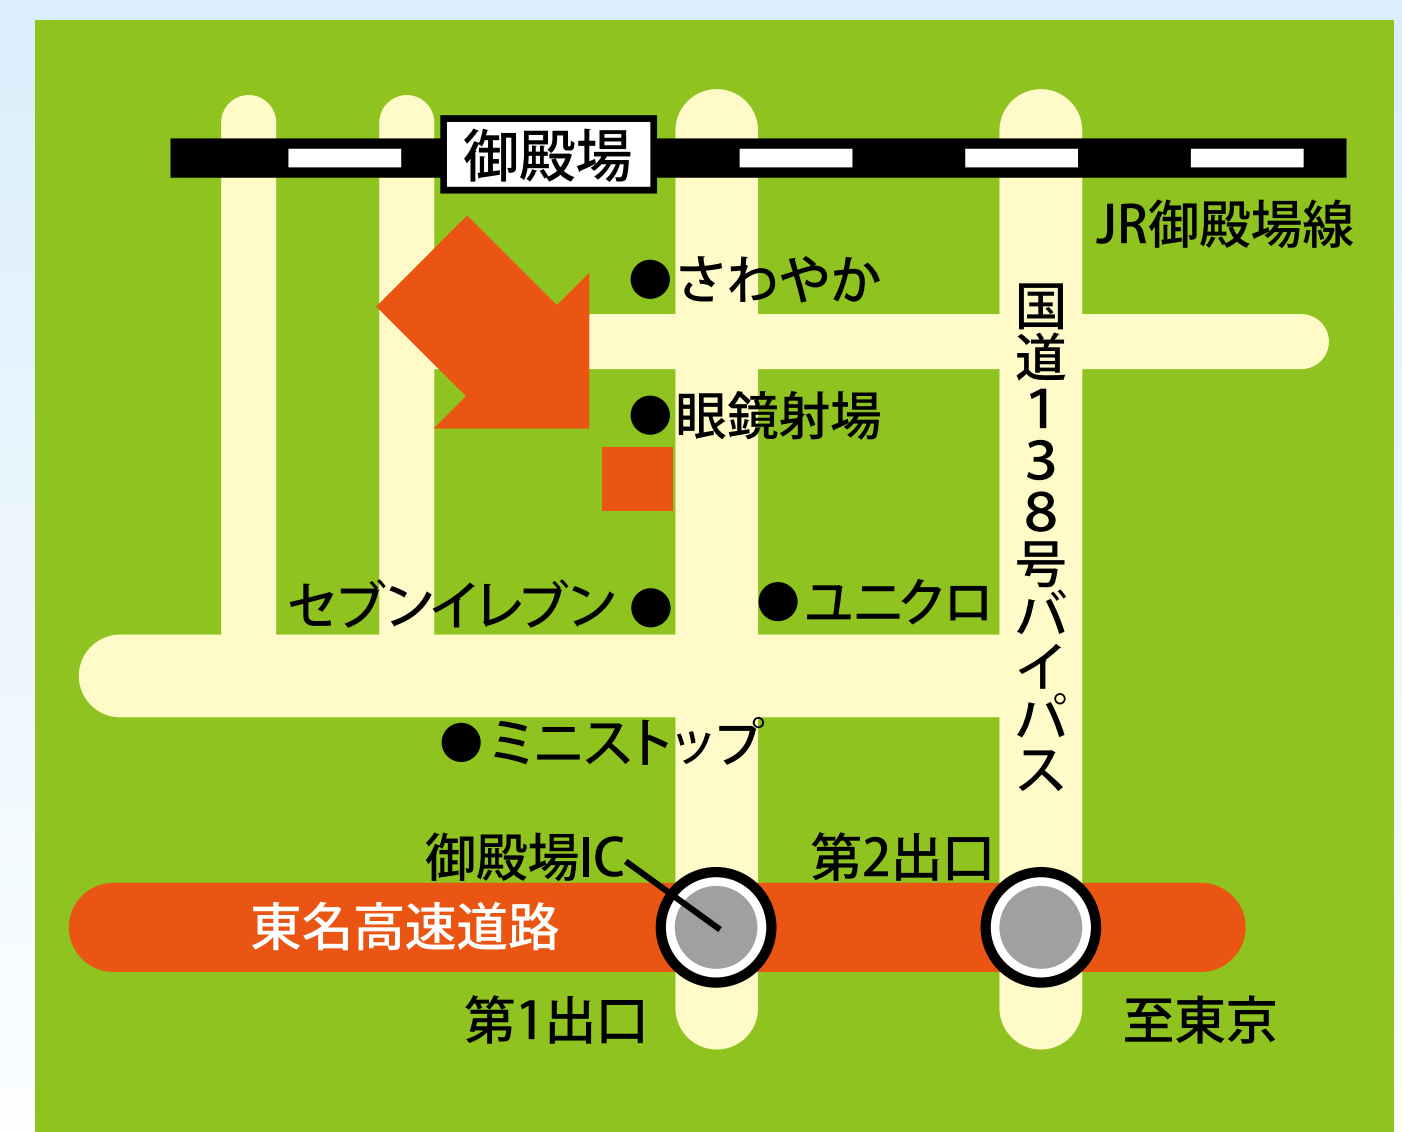 御殿場
JR御殿場線
さわやか
国道138号バイパス
眼鏡射場
セブンイレブン
ユニクロ
ミニストップ
御殿場IC
第2出口
東名高速道路
第1出口
至東京